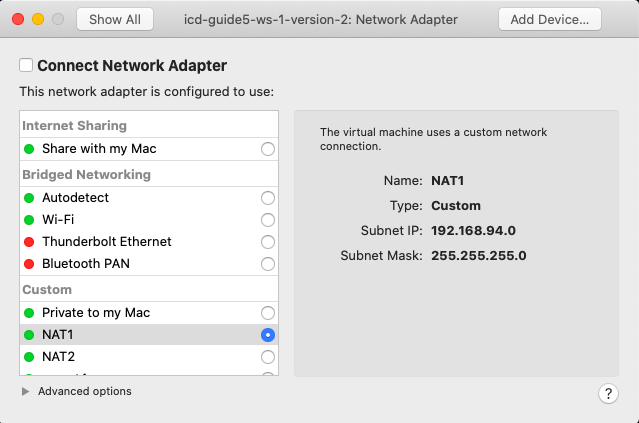 Show All
icd-guide5-ws-1-version-2: Network Adapter
Add Device...
Connect Network Adapter
This network adapter is configured to use:
Internet Sharing
Share with my Mac
Bridged Networking
Autodetect
Wi-Fi
Thunderbolt Ethernet
Bluetooth PAN
Custom
Private to my Mac
NAT1
NAT2
Advanced options
The virtual machine uses a custom network
connection.
Name: NAT1
Type: Custom
Subnet IP: 192.168.94.0
Subnet Mask: 255.255.255.0
?